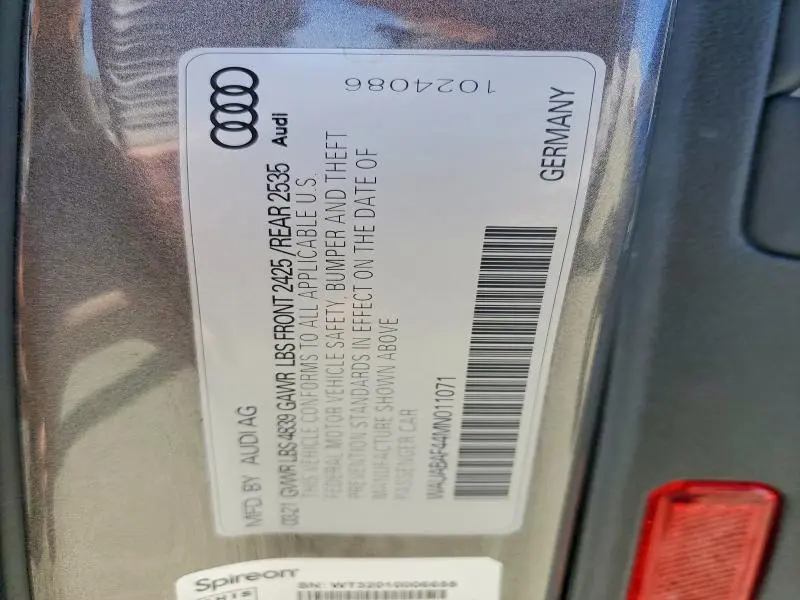 MFD. BY AUDI AG
03-21 GVWR LBS 4839 GAWR LBS FRONT 2425 /REAR 2535
Audi
THIS VEHICLE CONFORMS TO ALL APPLICABLE U.S.
FEDERAL MOTOR VEHICLE SAFETY, BUMPER AND THEFT
PREVENTION STANDARDS IN EFFECT ON THE DATE OF
MANUFACTURE SHOWN ABOVE
PASSENGER CAR
1024086
WAUABAF44MN011071
GERMANY
Spireon
SN: